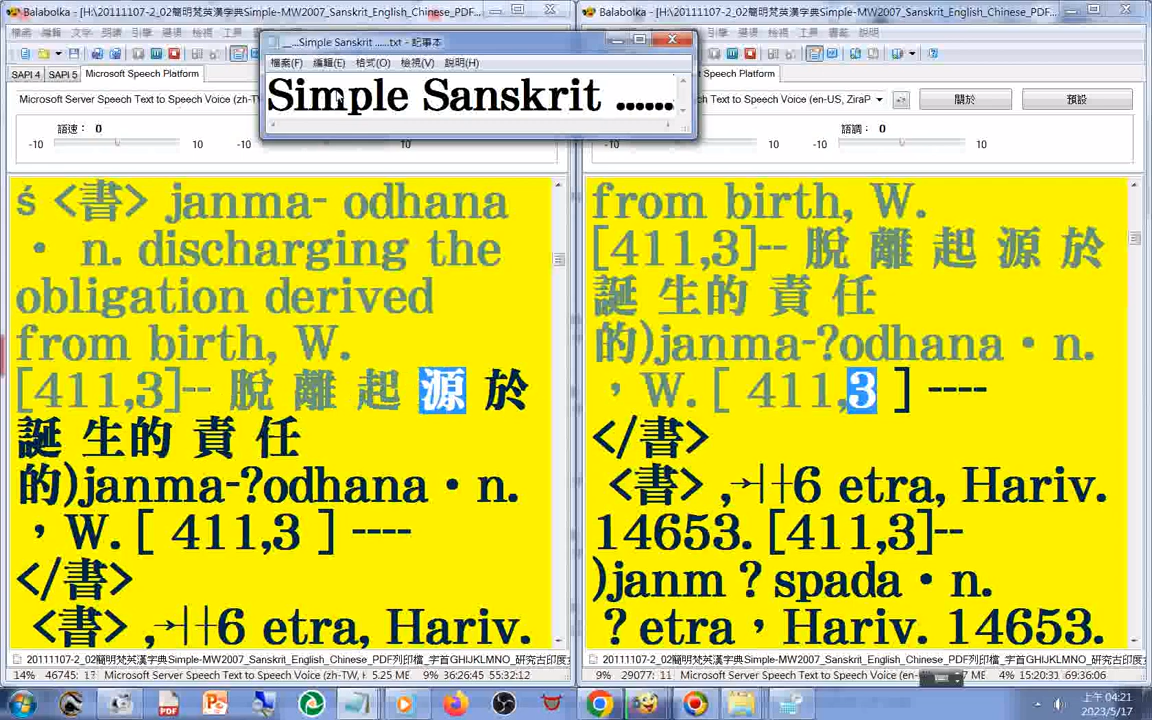 Balabolka - [H:\20111107-2_02簡明梵英漢字典Simple-MW2007_Sanskrit_English_Chinese_PDF...
SAPI 4 SAPI 5 Microsoft Speech Platform
Microsoft Server Speech Text to Speech Voice (zh-TW
語速： 0
-10 10 10
ś <書> janma- odhana
• n. discharging the
obligation derived
from birth, W.
[411,3]-- 脫 離 起 源 於
誕 生的 責 任
的)janma-?odhana • n.
，W. [ 411,3 ] ----
</書>
<書> ,⊣⊦6 etra, Hariv.
20111107-2_02簡明梵英漢字典Simple-MW2007_Sanskrit_English_Chinese_PDF列印檔_字首GHIJKLMNO_研究古印度
14% 46745: 1 Microsoft Server Speech Text to Speech Voice (zh-TW, 5.25 MB 9% 36:26:45 55:32:12
__...Simple Sanskrit ......txt - 記事本
檔案(F) 編輯(E) 格式(O) 檢視(V) 說明(H)
Simple Sanskrit ......
Balabolka - [H:\20111107-2_02簡明梵英漢字典Simple-MW2007_Sanskrit_English_Chinese_PDF...
t Speech Platform
ch Text to Speech Voice (en-US, ZiraP 關於 預設
語調： 0
-10 10 -10 10
from birth, W.
[411,3]-- 脫 離 起 源 於
誕 生的 責 任
的)janma-?odhana • n.
，W. [ 411,3 ] ----
</書>
<書> ,⊣⊦6 etra, Hariv.
14653. [411,3]--
)janm ? spada • n.
? etra，Hariv. 14653.
20111107-2_02簡明梵英漢字典Simple-MW2007_Sanskrit_English_Chinese_PDF列印檔_字首GHIJKLMNO_研究古印度
9% 29077: 11 Microsoft Server Speech Text to Speech Voice 4% 15:20:31 69:36:06
上午 04:21
2023/5/17